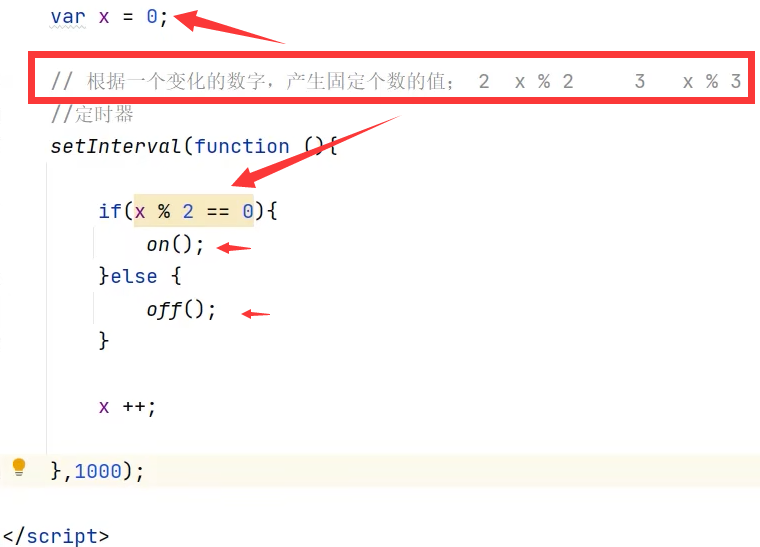 var x = 0;
// 根据一个变化的数字，产生固定个数的值； 2 x % 2 3 x % 3
//定时器
setInterval(function (){
if(x % 2 == 0){
on();
}else {
off();
}
x ++;
},1000);
</script>